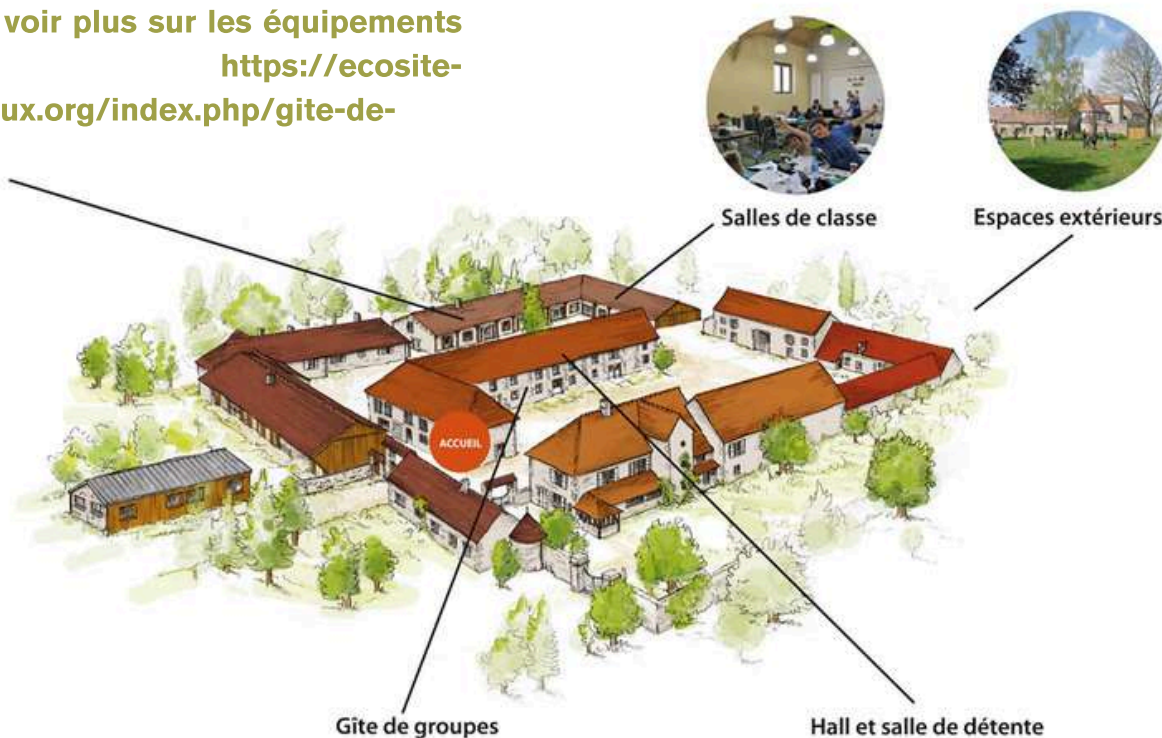 voir plus sur les équipements
https://ecosite-
ux.org/index.php/gite-de-
Salles de classe
Espaces extérieurs
ACCUEIL
Gîte de groupes
Hall et salle de détente